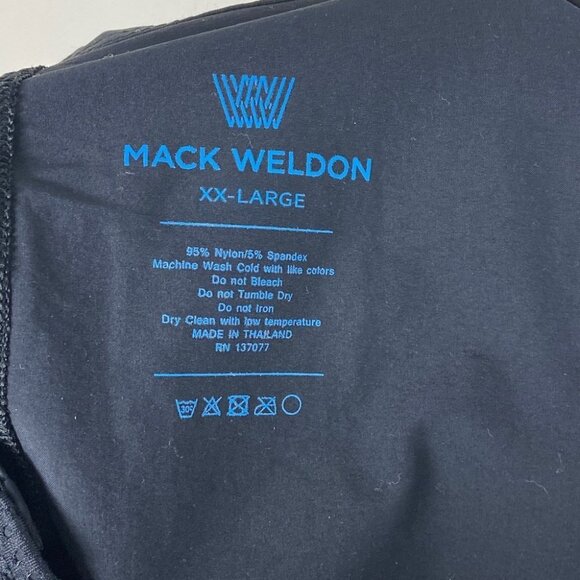 MACK WELDON
XX-LARGE
95% Nylon/5% Spandex
Machine Wash Cold with like colors
Do not Bleach
Do not Tumble Dry
Do not Iron
Dry Clean with low temperature
MADE IN THAILAND
RN 137077
30°